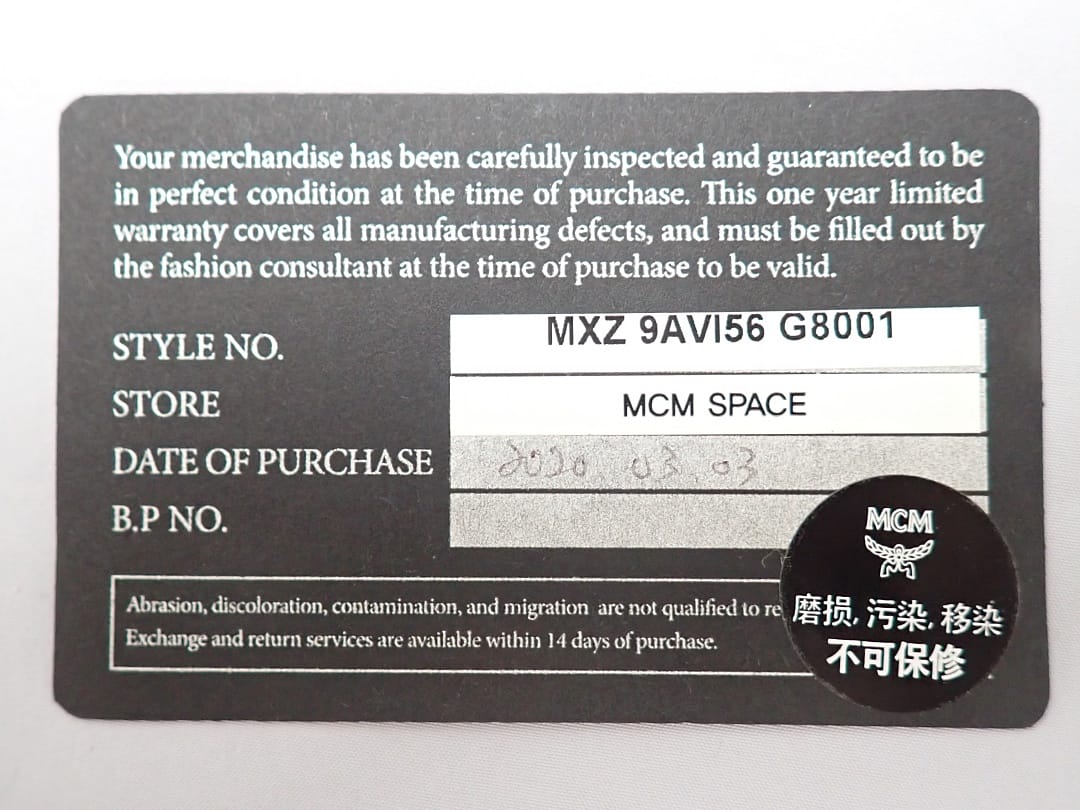 Your merchandise has been carefully inspected and guaranteed to be
in perfect condition at the time of purchase. This one year limited
warranty covers all manufacturing defects, and must be filled out by
the fashion consultant at the time of purchase to be valid.
STYLE NO. MXZ 9AVI56 G8001
STORE MCM SPACE
DATE OF PURCHASE 2020 03.03
B.P NO.
Abrasion, discoloration, contamination, and migration are not qualified to re
Exchange and return services are available within 14 days of purchase.
MCM
磨损, 污染, 移染
不可保修